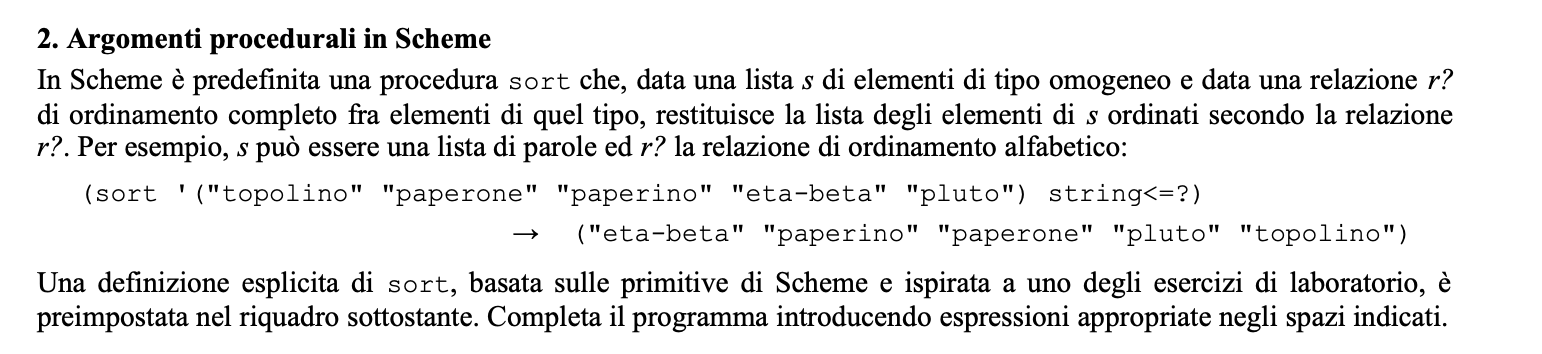 2. Argomenti procedurali in Scheme
In Scheme è predefinita una procedura sort che, data una lista s di elementi di tipo omogeneo e data una relazione r?
di ordinamento completo fra elementi di quel tipo, restituisce la lista degli elementi di s ordinati secondo la relazione
r?. Per esempio, s può essere una lista di parole ed r? la relazione di ordinamento alfabetico:
(sort '("topolino" "paperone" "paperino" "eta-beta" "pluto") string<=?)
→ ("eta-beta" "paperino" "paperone" "pluto" "topolino")
Una definizione esplicita di sort, basata sulle primitive di Scheme e ispirata a uno degli esercizi di laboratorio, è
preimpostata nel riquadro sottostante. Completa il programma introducendo espressioni appropriate negli spazi indicati.